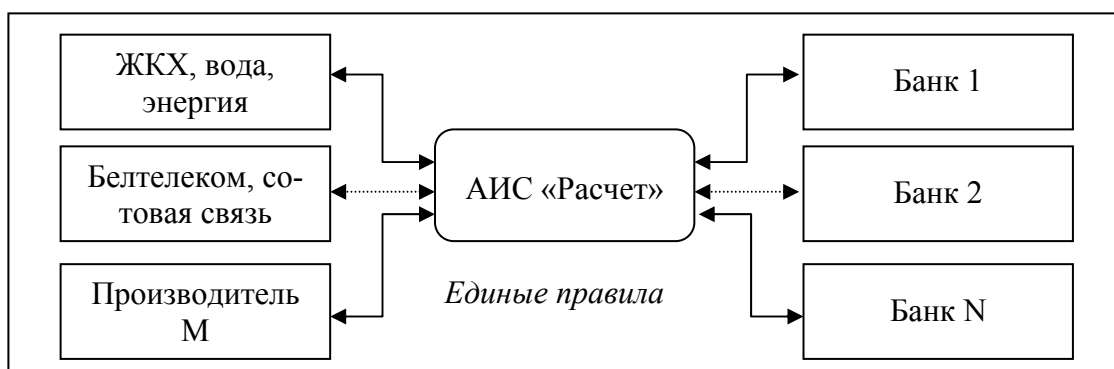 ЖКХ, вода,
энергия
Белтелеком, со-
товая связь
Производитель
М
АИС «Расчет»
Единые правила
Банк 1
Банк 2
Банк N